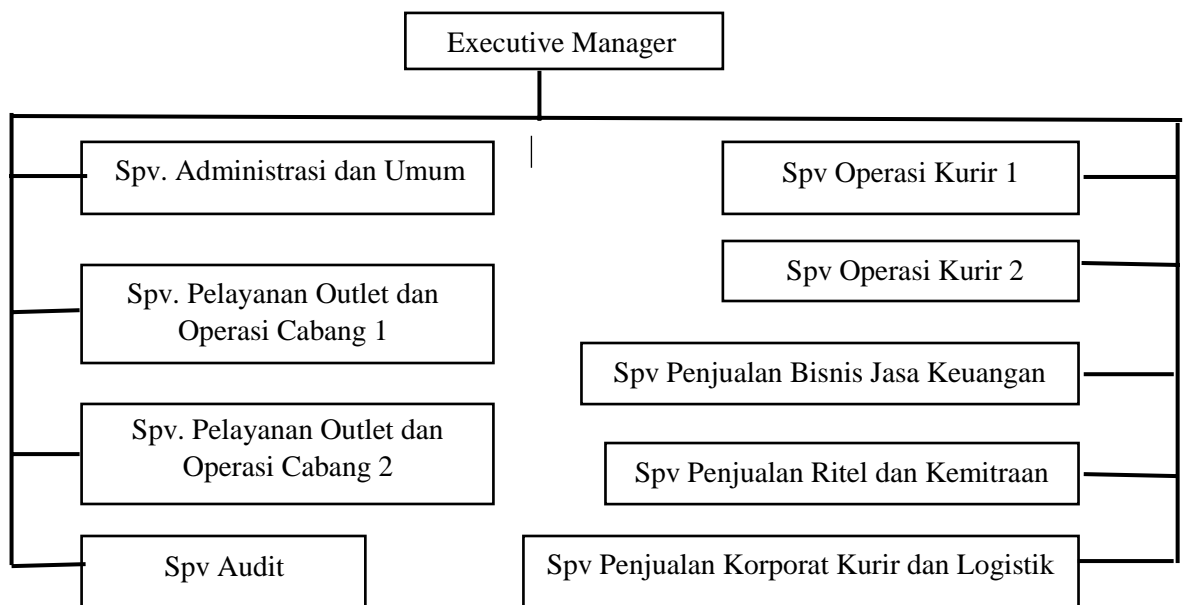 Executive Manager
Spv. Administrasi dan Umum
Spv. Pelayanan Outlet dan
Operasi Cabang 1
Spv. Pelayanan Outlet dan
Operasi Cabang 2
Spv Audit
Spv Operasi Kurir 1
Spv Operasi Kurir 2
Spv Penjualan Bisnis Jasa Keuangan
Spv Penjualan Ritel dan Kemitraan
Spv Penjualan Korporat Kurir dan Logistik